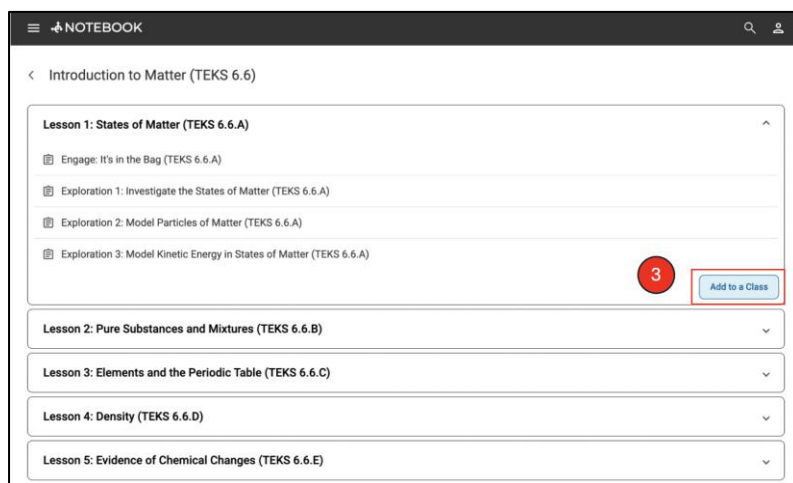 NOTEBOOK
Introduction to Matter (TEKS 6.6)
Lesson 1: States of Matter (TEKS 6.6.A)
Engage: It's in the Bag (TEKS 6.6.A)
Exploration 1: Investigate the States of Matter (TEKS 6.6.A)
Exploration 2: Model Particles of Matter (TEKS 6.6.A)
Exploration 3: Model Kinetic Energy in States of Matter (TEKS 6.6.A)
3
Add to a Class
Lesson 2: Pure Substances and Mixtures (TEKS 6.6.B)
Lesson 3: Elements and the Periodic Table (TEKS 6.6.C)
Lesson 4: Density (TEKS 6.6.D)
Lesson 5: Evidence of Chemical Changes (TEKS 6.6.E)